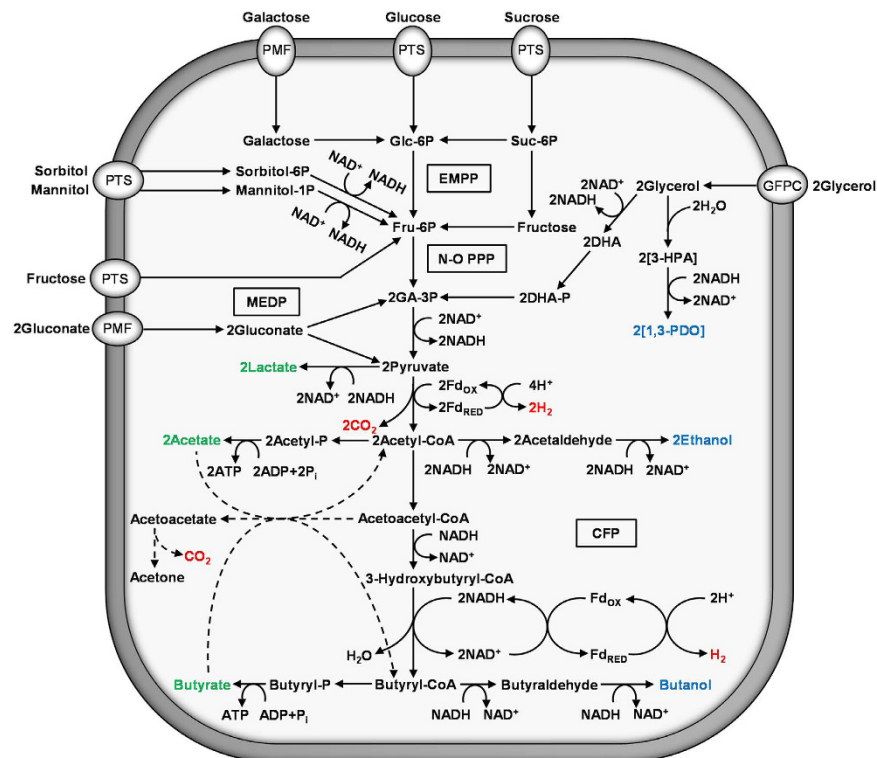 Galactose Glucose Sucrose
PMF PTS PTS
Galactose Glc-6P Suc-6P
Sorbitol
Mannitol
PTS
Sorbitol-6P
Mannitol-1P
NAD⁺ NADH
NAD⁺ NADH
EMPP
2Glycerol GFPC 2Glycerol
2NAD⁺
2NADH
2H₂O
Fru-6P Fructose
2DHA
2[3-HPA]
N-O PPP
Fructose PTS
2NADH
2NAD⁺
MEDP
2GA-3P 2DHA-P
2Gluconate PMF 2Gluconate
2NAD⁺
2NADH
2[1,3-PDO]
2Lactate 2Pyruvate
2NAD⁺ 2NADH
2Fd_OX 4H⁺
2Fd_RED 2H₂
2CO₂
2Acetate 2Acetyl-P 2Acetyl-CoA 2Acetaldehyde 2Ethanol
2ATP 2ADP+2Pᵢ 2NADH 2NAD⁺ 2NADH 2NAD⁺
Acetoacetate Acetoacetyl-CoA
CFP
NADH
NAD⁺
CO₂
Acetone
3-Hydroxybutyryl-CoA
2NADH Fd_OX 2H⁺
H₂O 2NAD⁺ Fd_RED H₂
Butyrate Butyryl-P Butyryl-CoA Butyraldehyde Butanol
ATP ADP+Pᵢ NADH NAD⁺ NADH NAD⁺